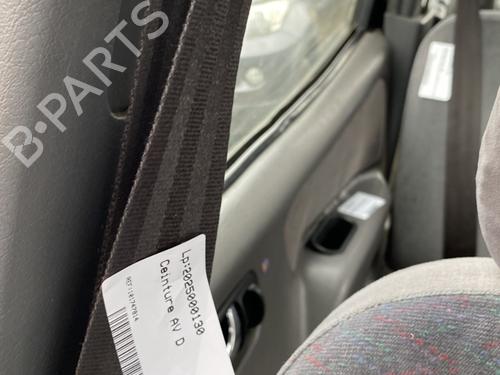 B-PARTS
Lp:2025000130
Ceinture AV D